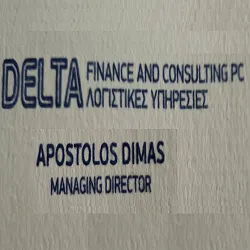 DELTA FINANCE AND CONSULTING PC
ΛΟΓΙΣΤΙΚΕΣ ΥΠΗΡΕΣΙΕΣ
APOSTOLOS DIMAS
MANAGING DIRECTOR